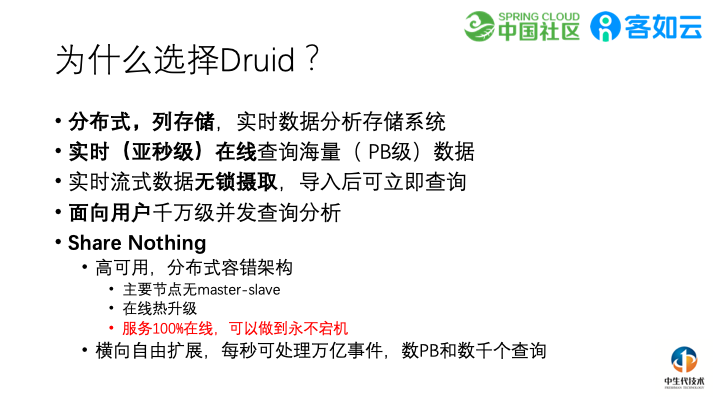 SPRING CLOUD
中国社区
客如云
为什么选择Druid？
• 分布式，列存储，实时数据分析存储系统
• 实时（亚秒级）在线查询海量（ PB级）数据
• 实时流式数据无锁摄取，导入后可立即查询
• 面向用户千万级并发查询分析
• Share Nothing
• 高可用，分布式容错架构
• 主要节点无master-slave
• 在线热升级
• 服务100%在线，可以做到永不宕机
• 横向自由扩展，每秒可处理万亿事件，数PB和数千个查询
中生代技术